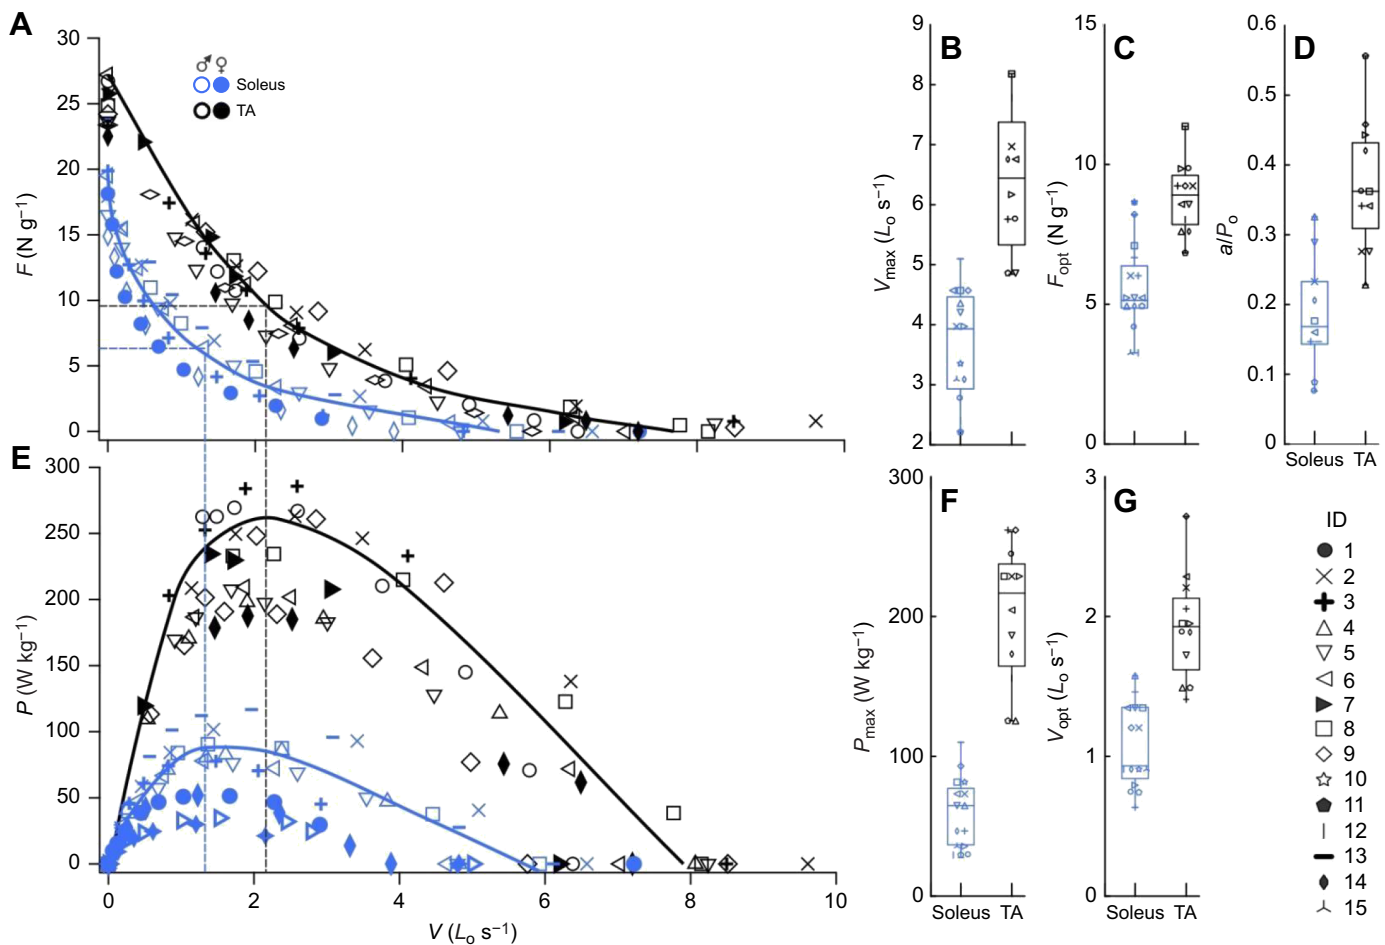 A
30
25
20
15
10
5
0
F (N g⁻¹)
♂ ♀
Soleus
TA
B
9
8
7
6
5
4
3
2
Vmax (Lo s⁻¹)
C
15
10
5
0
Fopt (N g⁻¹)
D
0.6
0.5
0.4
0.3
0.2
0.1
0
a/Po
Soleus TA
E
300
250
200
150
100
50
0
P (W kg⁻¹)
0 2 4 6 8 10
V (Lo s⁻¹)
F
300
200
100
0
Pmax (W kg⁻¹)
Soleus TA
G
3
2
1
0
Vopt (Lo s⁻¹)
Soleus TA
ID
1
2
3
4
5
6
7
8
9
10
11
12
13
14
15